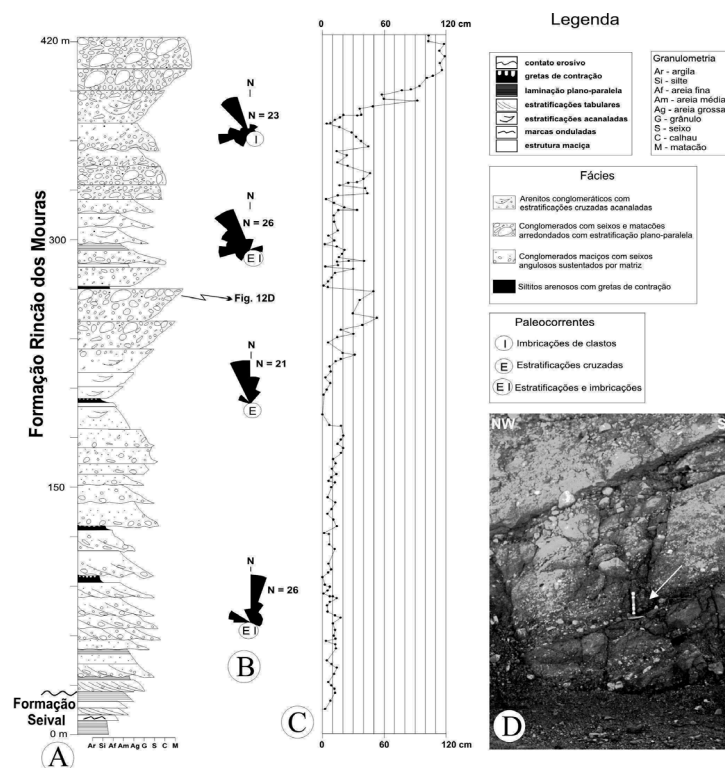 420 m
Formação Rincão dos Mouras
300
150
Formação
Seival
0 m
A
Ar Si Af Am Ag G S C M
N
N = 23
I
N
N = 26
E I
Fig. 12D
N
N = 21
E
N
N = 26
E I
B
0 60 120 cm
C
0 60 120 cm
Legenda
contato erosivo
gretas de contração
laminação plano-paralela
estratificações tabulares
estratificações acanaladas
marcas onduladas
estrutura maciça
Granulometria
Ar - argila
Si - silte
Af - areia fina
Am - areia média
Ag - areia grossa
G - grânulo
S - seixo
C - calhau
M - matacão
Fácies
Arenitos conglomeráticos com
estratificações cruzadas acanaladas
Conglomerados com seixos e matacões
arredondados com estratificação plano-paralela
Conglomerados maciços com seixos
angulosos sustentados por matriz
Siltitos arenosos com gretas de contração
Paleocorrentes
I Imbricações de clastos
E Estratificações cruzadas
E I Estratificações e imbricações
NW
S
D